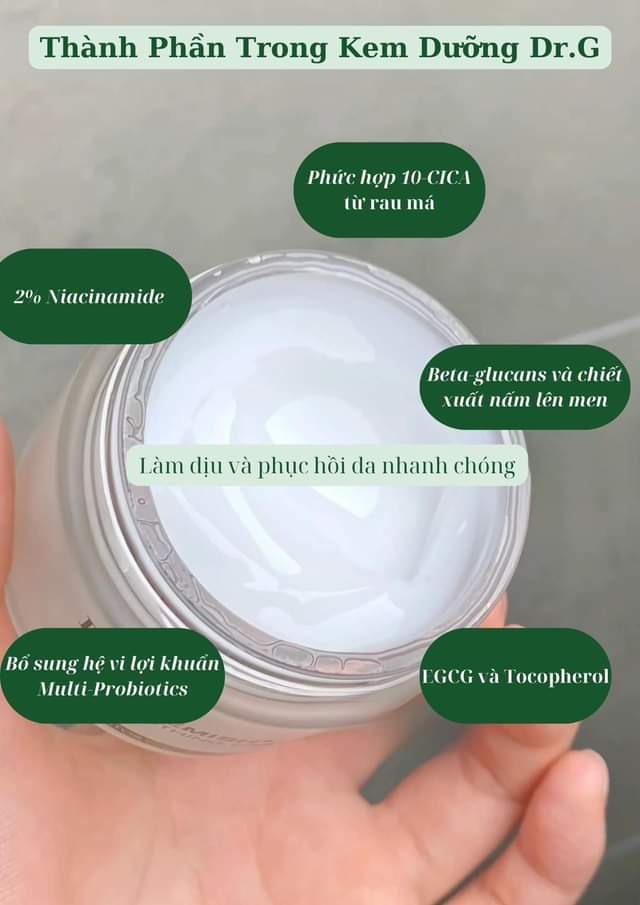 Thành Phần Trong Kem Dưỡng Dr.G
Phức hợp 10-CICA
từ rau má
2% Niacinamide
Beta-glucans và chiết
xuất nấm lên men
Làm dịu và phục hồi da nhanh chóng
Bổ sung hệ vi lợi khuẩn
Multi-Probiotics
EGCG và Tocopherol